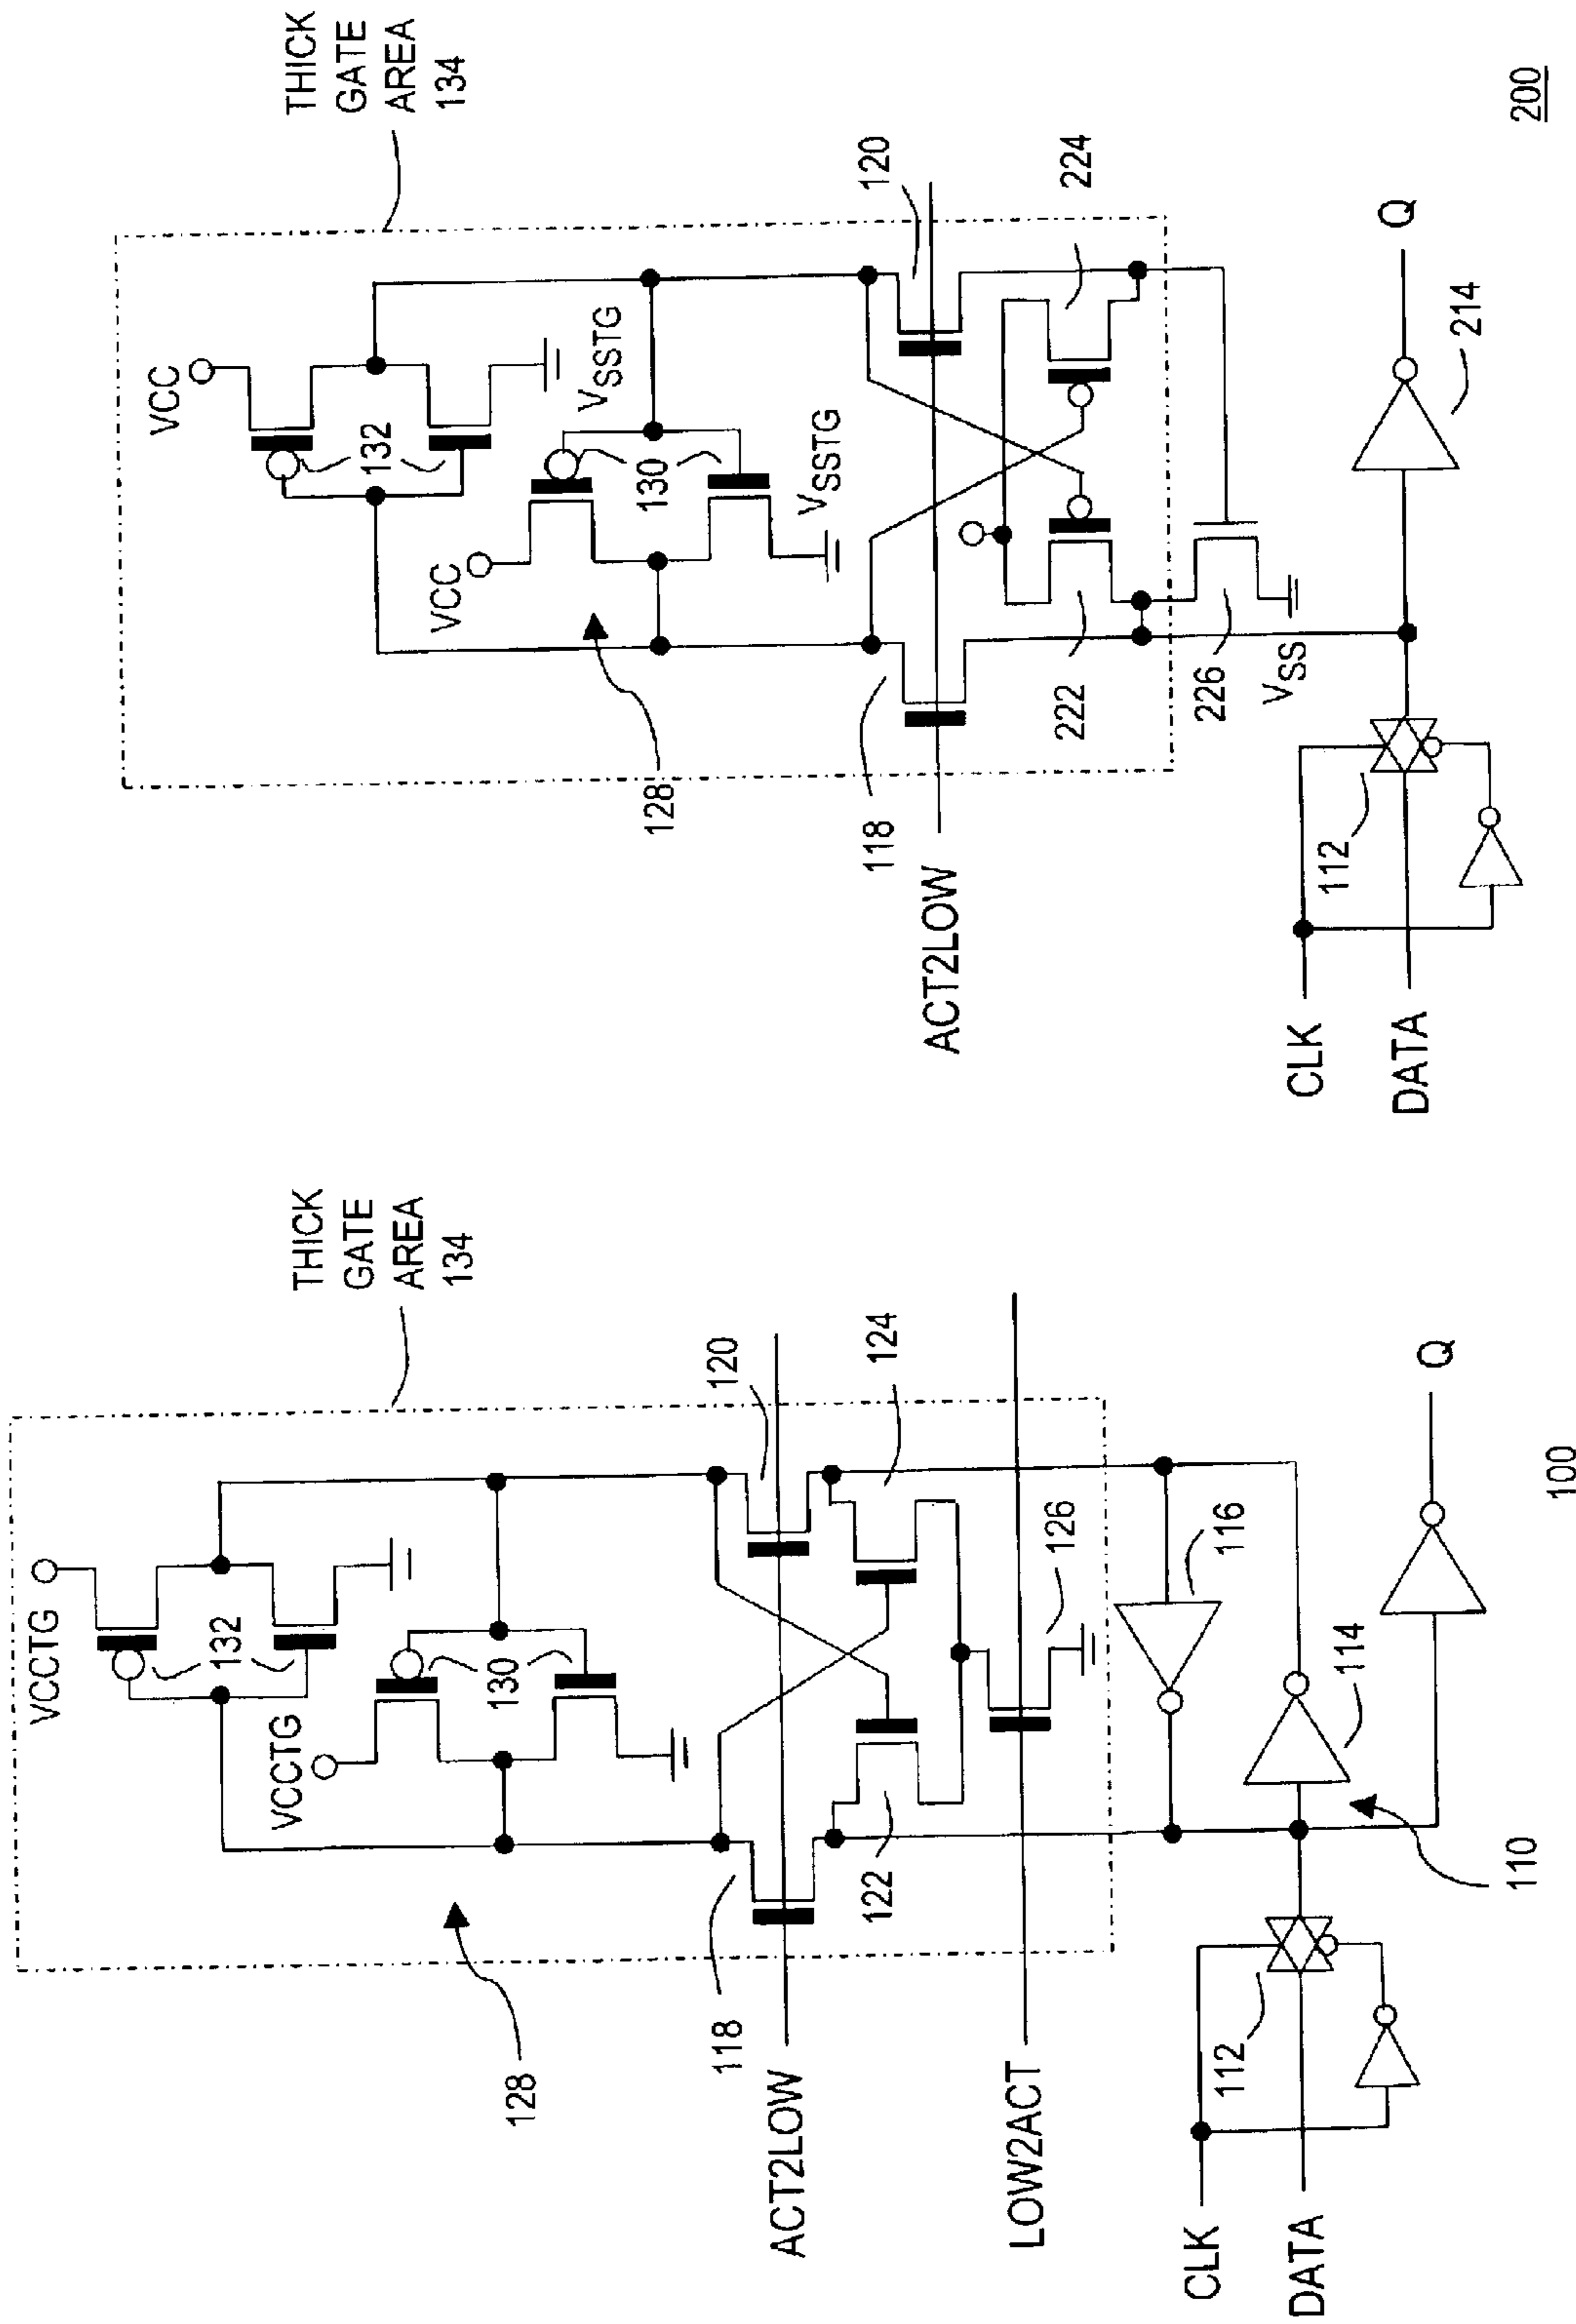 THICK
GATE
AREA
134
VCCTG
132
VCCTG
130
128
118
120
ACT2LOW
122
124
LOW2ACT
126
116
114
110
112
CLK
DATA
Q
100
THICK
GATE
AREA
134
VCC
132
VCC
130
VSSTG
VSSTG
128
118
120
ACT2LOW
222
224
226
VSS
112
CLK
DATA
214
Q
200